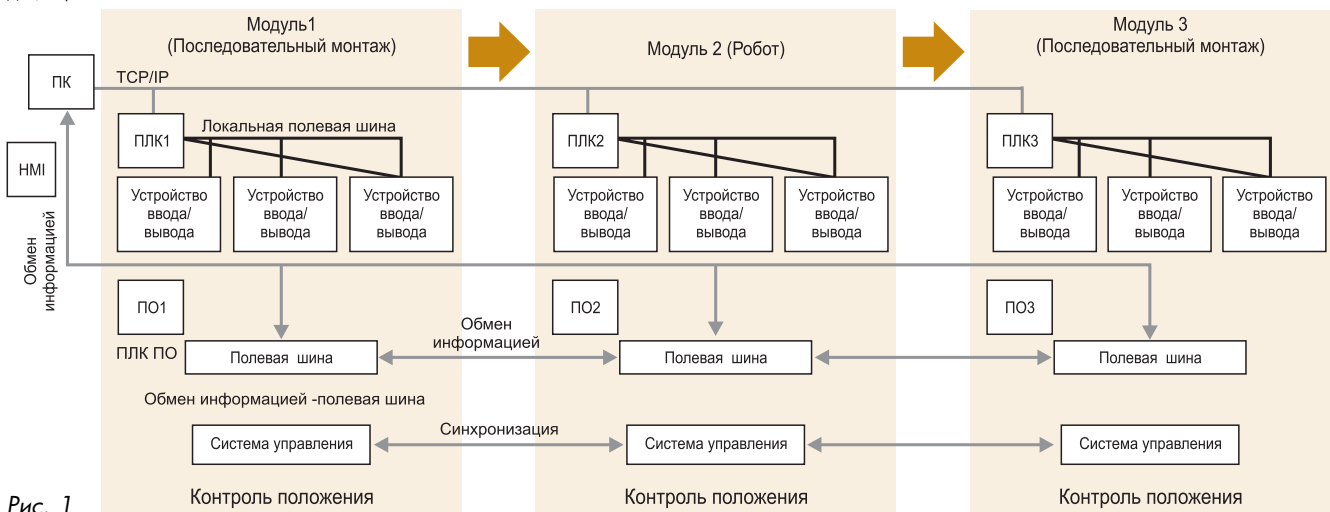 Модуль1
(Последовательный монтаж)
Модуль 2 (Робот)
Модуль 3
(Последовательный монтаж)
ПК
TCP/IP
HMI
ПЛК1
Локальная полевая шина
ПЛК2
ПЛК3
Устройство
ввода/
вывода
Устройство
ввода/
вывода
Устройство
ввода/
вывода
Устройство
ввода/
вывода
Устройство
ввода/
вывода
Устройство
ввода/
вывода
Устройство
ввода/
вывода
Устройство
ввода/
вывода
Устройство
ввода/
вывода
Обмен
информацией
ПО1
ПО2
ПО3
ПЛК ПО
Полевая шина
Обмен
информацией
Полевая шина
Полевая шина
Обмен информацией -полевая шина
Система управления
Синхронизация
Система управления
Система управления
Контроль положения
Контроль положения
Контроль положения
Рис. 1